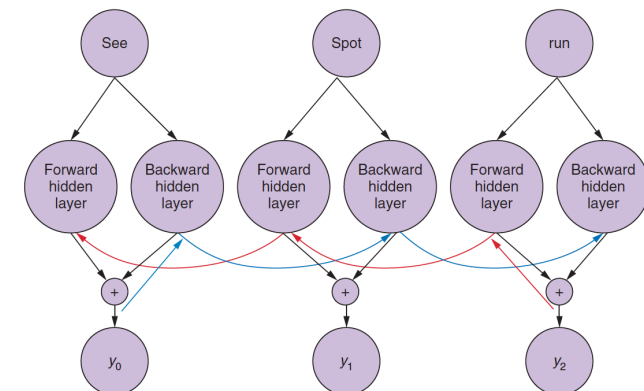 See
Spot
run
Forward
hidden
layer
Backward
hidden
layer
Forward
hidden
layer
Backward
hidden
layer
Forward
hidden
layer
Backward
hidden
layer
+
+
+
y0
y1
y2